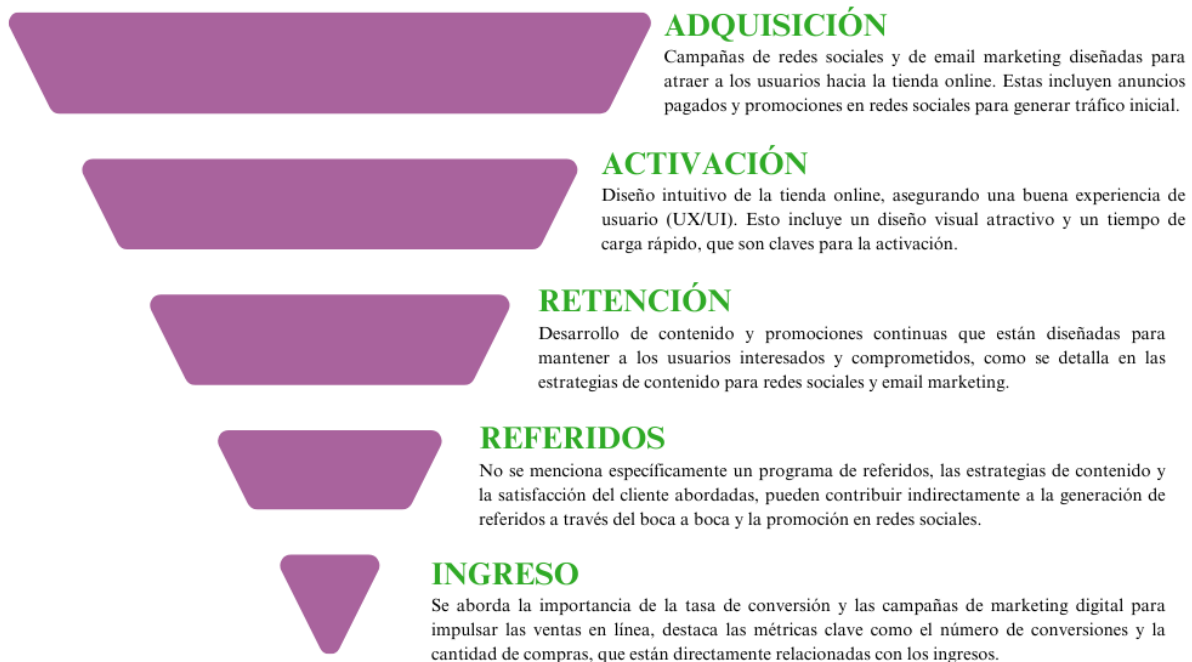 ADQUISICIÓN
Campañas de redes sociales y de email marketing diseñadas para
atraer a los usuarios hacia la tienda online. Estas incluyen anuncios
pagados y promociones en redes sociales para generar tráfico inicial.
ACTIVACIÓN
Diseño intuitivo de la tienda online, asegurando una buena experiencia de
usuario (UX/UI). Esto incluye un diseño visual atractivo y un tiempo de
carga rápido, que son claves para la activación.
RETENCIÓN
Desarrollo de contenido y promociones continuas que están diseñadas para
mantener a los usuarios interesados y comprometidos, como se detalla en las
estrategias de contenido para redes sociales y email marketing.
REFERIDOS
No se menciona específicamente un programa de referidos, las estrategias de contenido y
la satisfacción del cliente abordadas, pueden contribuir indirectamente a la generación de
referidos a través del boca a boca y la promoción en redes sociales.
INGRESO
Se aborda la importancia de la tasa de conversión y las campañas de marketing digital para
impulsar las ventas en línea, destaca las métricas clave como el número de conversiones y la
cantidad de compras, que están directamente relacionadas con los ingresos.